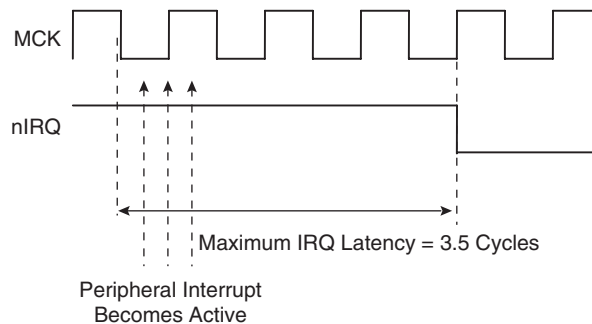 MCK
nIRQ
Maximum IRQ Latency = 3.5 Cycles
Peripheral Interrupt
Becomes Active